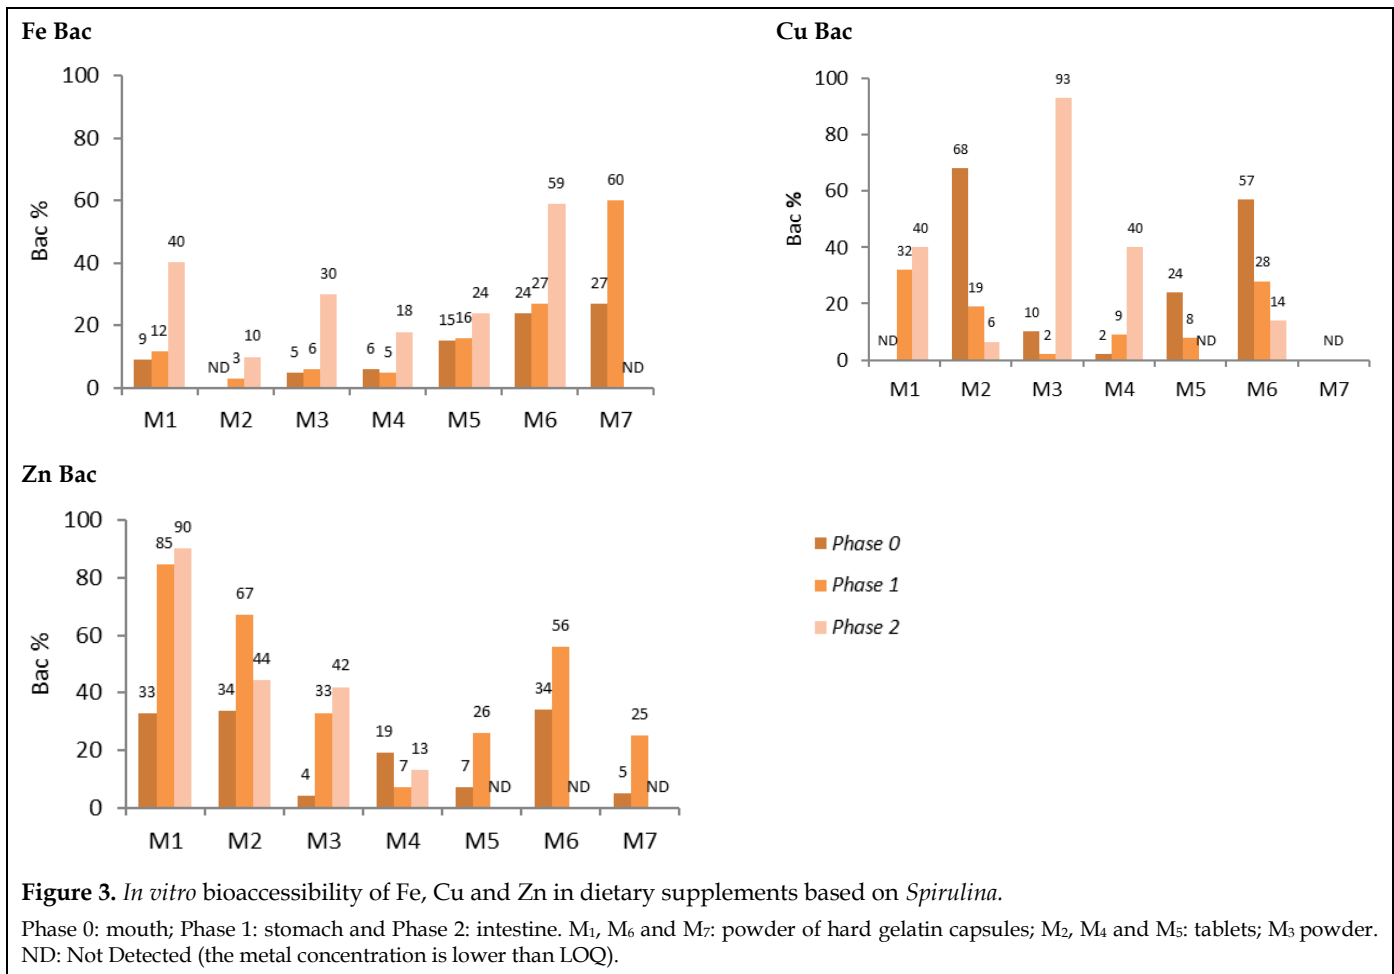 Fe Bac
100
80
60
40
20
0
Bac %
9 12 40
ND 3 10
5 6 30
6 5 18
15 16 24
24 27 59
27 60 ND
M1 M2 M3 M4 M5 M6 M7
Cu Bac
100
80
60
40
20
0
Bac %
ND 32 40
68 19 6
10 2 93
2 9 40
24 8 ND
57 28 14
ND
M1 M2 M3 M4 M5 M6 M7
Zn Bac
100
80
60
40
20
0
Bac %
33 85 90
34 67 44
4 33 42
19 7 13
7 26 ND
34 56 ND
5 25 ND
M1 M2 M3 M4 M5 M6 M7
Phase 0
Phase 1
Phase 2
Figure 3. In vitro bioaccessibility of Fe, Cu and Zn in dietary supplements based on Spirulina.
Phase 0: mouth; Phase 1: stomach and Phase 2: intestine. M₁, M₆ and M₇: powder of hard gelatin capsules; M₂, M₄ and M₅: tablets; M₃ powder.
ND: Not Detected (the metal concentration is lower than LOQ).